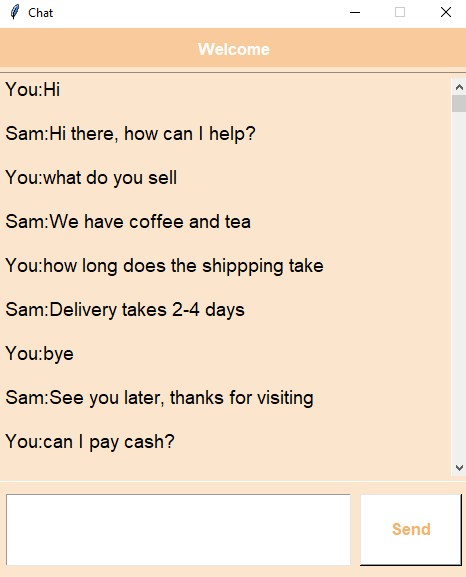 Chat
Welcome
You:Hi
Sam:Hi there, how can I help?
You:what do you sell
Sam:We have coffee and tea
You:how long does the shippping take
Sam:Delivery takes 2-4 days
You:bye
Sam:See you later, thanks for visiting
You:can I pay cash?
Send